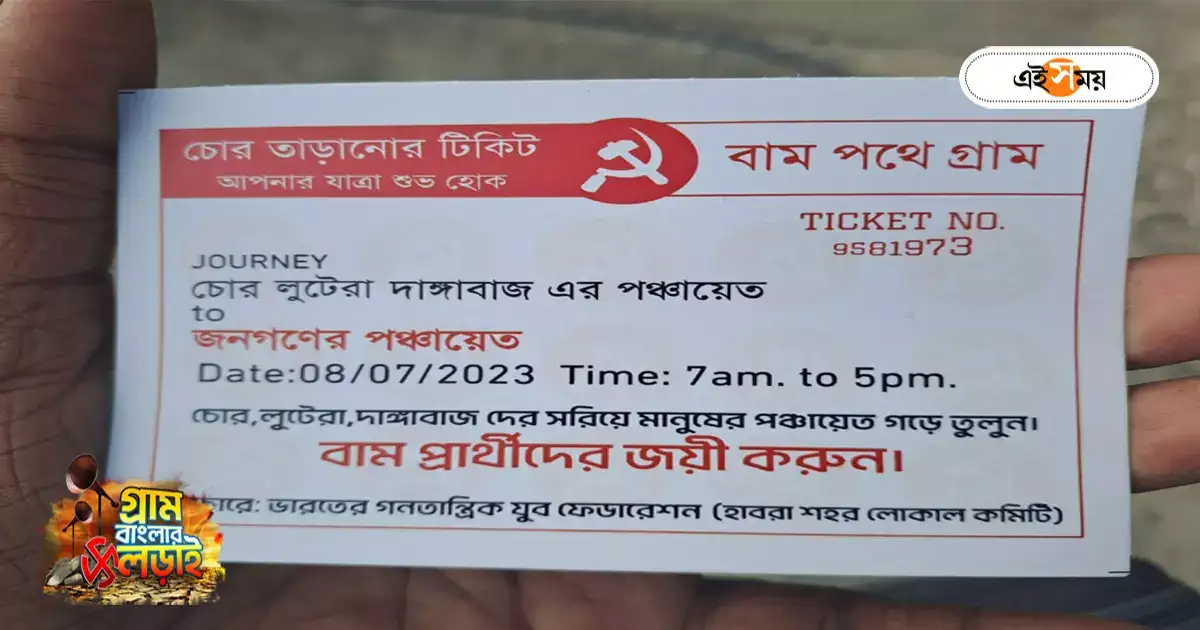 এই সময়
চোর তাড়ানোর টিকিট
আপনার যাত্রা শুভ হোক
বাম পথে গ্রাম
TICKET NO.
9581973
JOURNEY
চোর লুটেরা দাঙ্গাবাজ এর পঞ্চায়েত
to
জনগণের পঞ্চায়েত
Date:08/07/2023 Time: 7am. to 5pm.
চোর,লুটেরা,দাঙ্গাবাজ দের সরিয়ে মানুষের পঞ্চায়েত গড়ে তুলুন।
বাম প্রার্থীদের জয়ী করুন।
ভারতের গনতান্ত্রিক যুব ফেডারেশন (হাবরা শহর লোকাল কমিটি)
গ্রাম
বাংলার
লড়াই